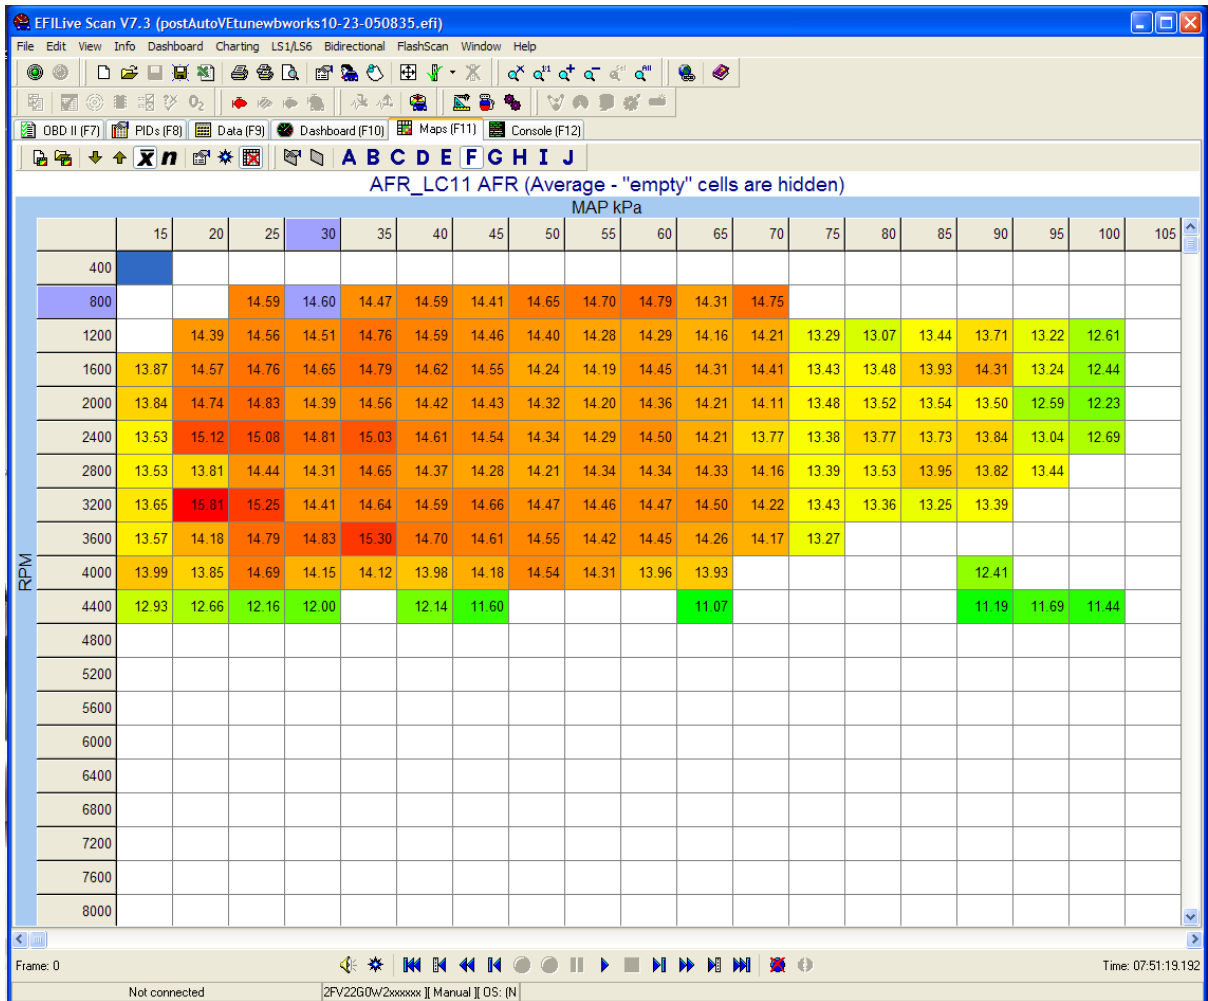 EFILive Scan V7.3 (postAutoVEtunewbworks10-23-050835.efi)
File Edit View Info Dashboard Charting LS1/LS6 Bidirectional FlashScan Window Help
OBD II (F7) PIDs (F8) Data (F9) Dashboard (F10) Maps (F11) Console (F12)
x n A B C D E F G H I J
AFR_LC11 AFR (Average - "empty" cells are hidden)
MAP kPa
15 20 25 30 35 40 45 50 55 60 65 70 75 80 85 90 95 100 105
400
800 14.59 14.60 14.47 14.59 14.41 14.65 14.70 14.79 14.31 14.75
1200 14.39 14.56 14.51 14.76 14.59 14.46 14.40 14.28 14.29 14.16 14.21 13.29 13.07 13.44 13.71 13.22 12.61
1600 13.87 14.57 14.76 14.65 14.79 14.62 14.55 14.24 14.19 14.45 14.31 14.41 13.43 13.48 13.93 14.31 13.24 12.44
2000 13.84 14.74 14.83 14.39 14.56 14.42 14.43 14.32 14.20 14.36 14.21 14.11 13.48 13.52 13.54 13.50 12.59 12.23
2400 13.53 15.12 15.08 14.81 15.03 14.61 14.54 14.34 14.29 14.50 14.21 13.77 13.38 13.77 13.73 13.84 13.04 12.69
2800 13.53 13.81 14.44 14.31 14.65 14.37 14.28 14.21 14.34 14.34 14.33 14.16 13.39 13.53 13.95 13.82 13.44
3200 13.65 15.81 15.25 14.41 14.64 14.59 14.66 14.47 14.46 14.47 14.50 14.22 13.43 13.36 13.25 13.39
3600 13.57 14.18 14.79 14.83 15.30 14.70 14.61 14.55 14.42 14.45 14.26 14.17 13.27
RPM
4000 13.99 13.85 14.69 14.15 14.12 13.98 14.18 14.54 14.31 13.96 13.93 12.41
4400 12.93 12.66 12.16 12.00 12.14 11.60 11.07 11.19 11.69 11.44
4800
5200
5600
6000
6400
6800
7200
7600
8000
Frame: 0 Time: 07:51:19.192
Not connected 2FV22G0W2xxxxxx ][ Manual ][ OS: (N